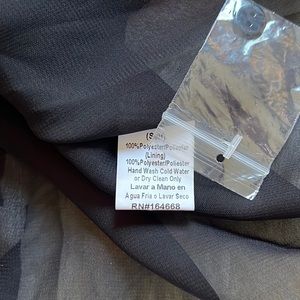 100%Polyester/Poliester
(Lining)
100%Polyester/Poliester
Hand Wash Cold Water
or Dry Clean Only
Lavar a Mano en
Agua Fria o Lavar Seco
RN#164668